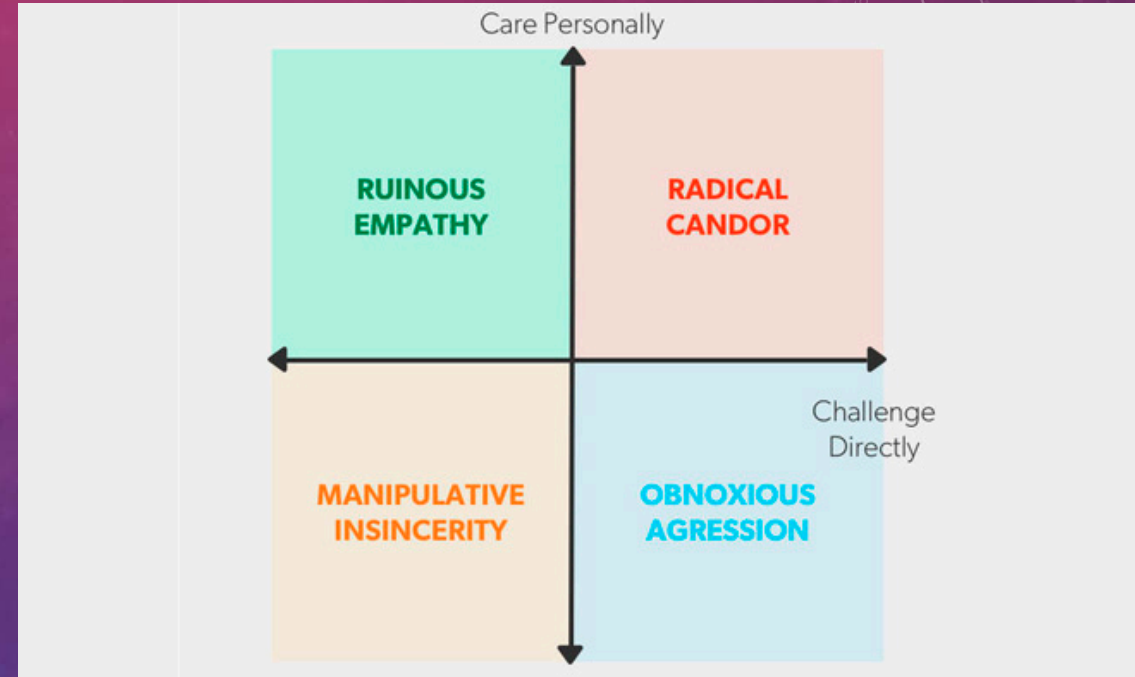 Care Personally
RUINOUS
EMPATHY
RADICAL
CANDOR
Challenge
Directly
MANIPULATIVE
INSINCERITY
OBNOXIOUS
AGRESSION